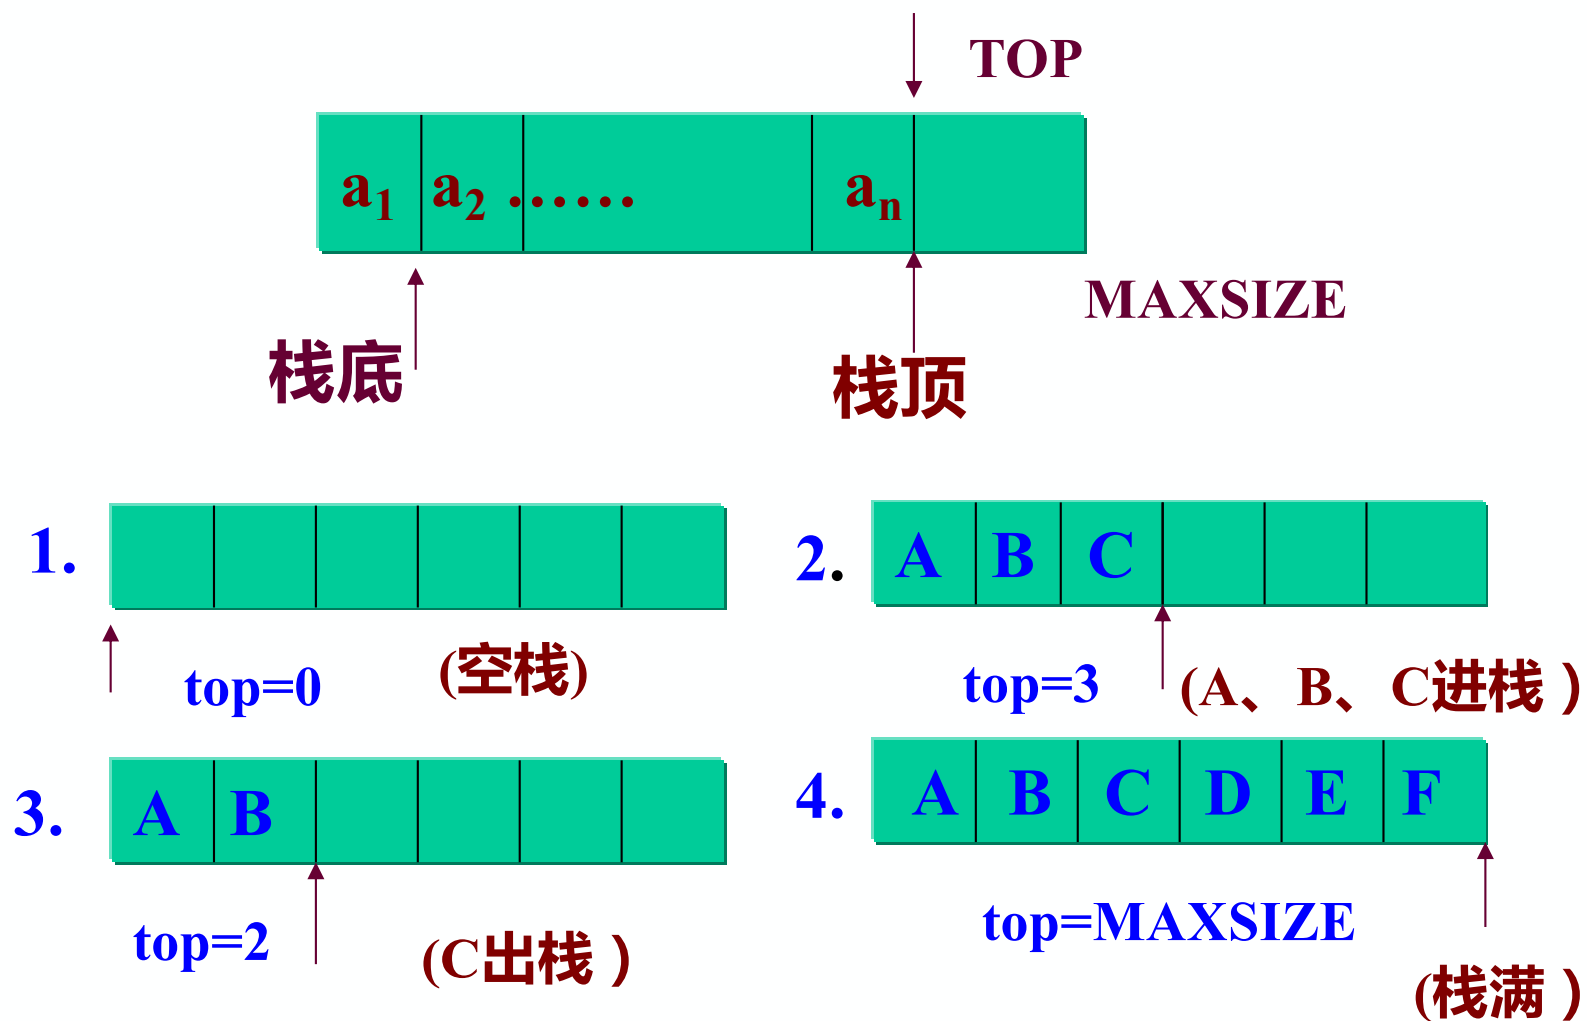 TOP
a1 a2 …… an
MAXSIZE
栈底
栈顶
1.
top=0 (空栈)
2. A B C
top=3 (A、B、C进栈）
3. A B
top=2 (C出栈）
4. A B C D E F
top=MAXSIZE
(栈满）